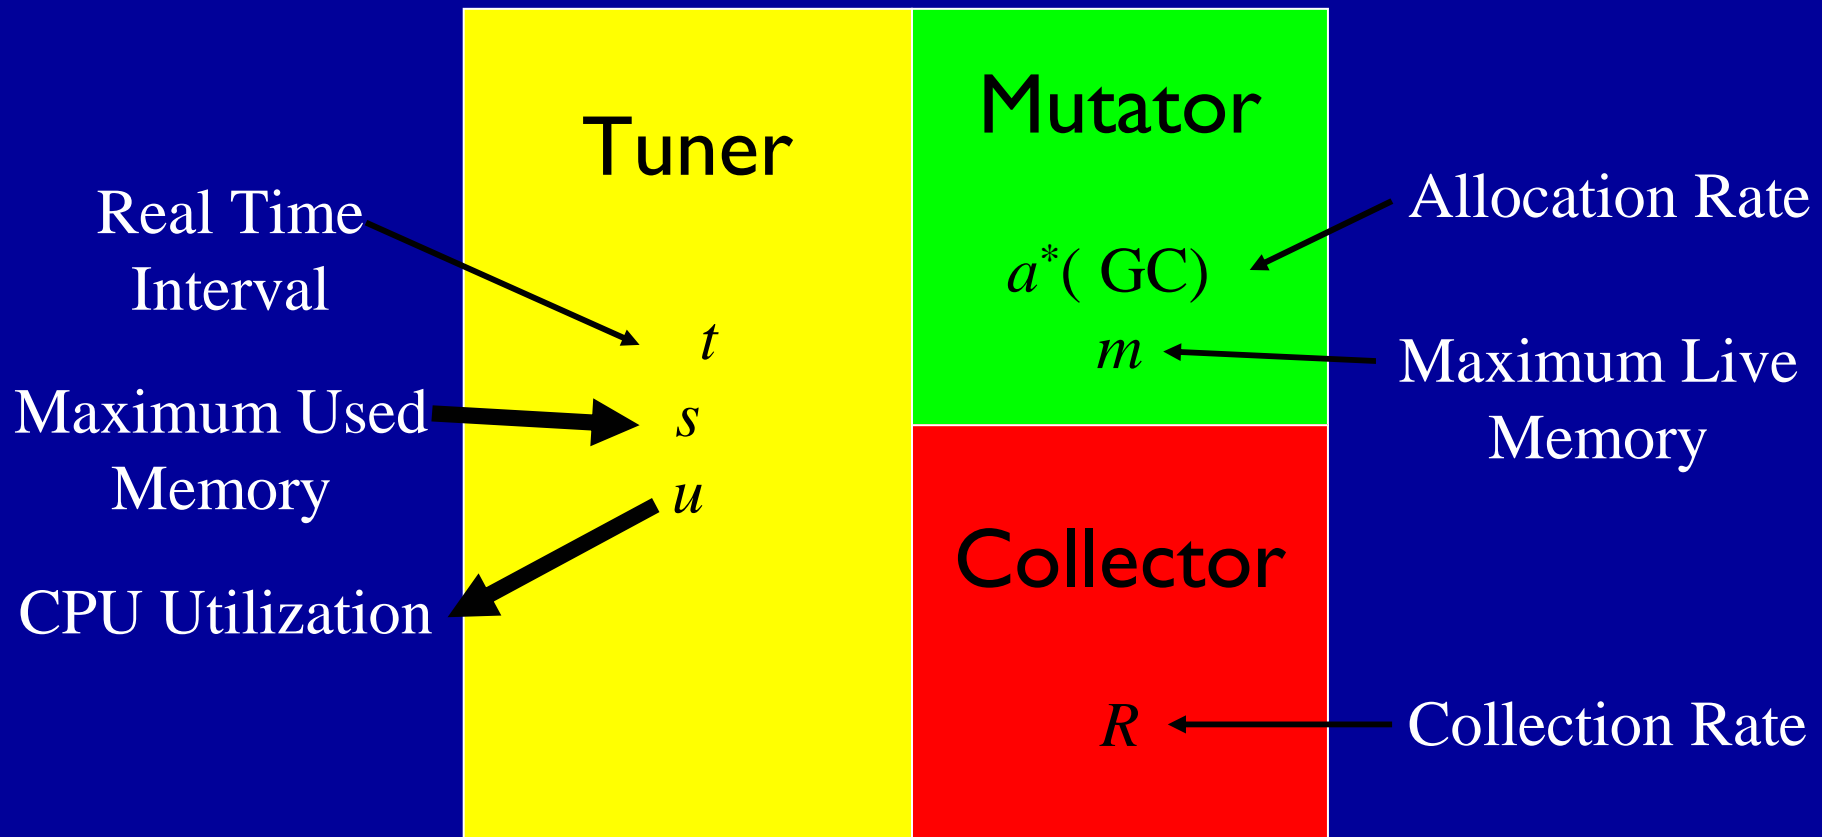 Real Time
Interval
Maximum Used
Memory
CPU Utilization
Tuner
t
s
u
Mutator
a*( GC)
m
Collector
R
Allocation Rate
Maximum Live
Memory
Collection Rate